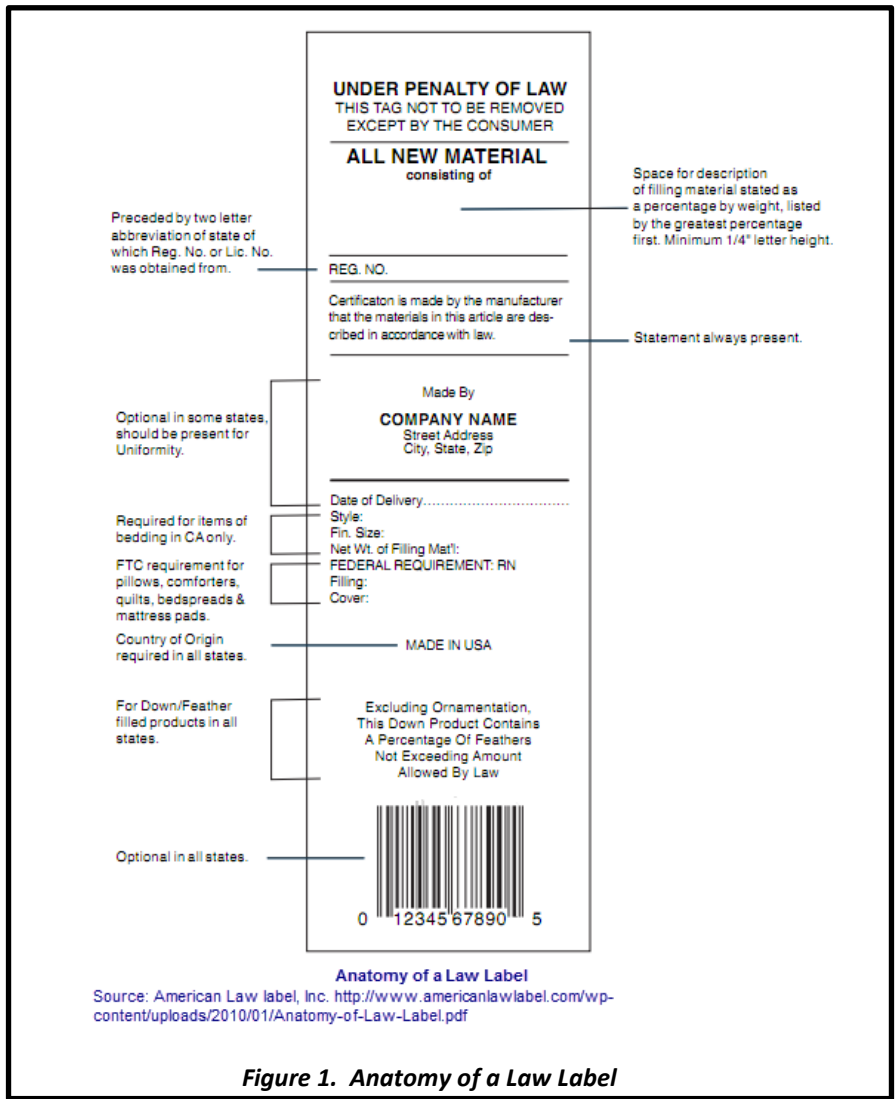 UNDER PENALTY OF LAW
THIS TAG NOT TO BE REMOVED
EXCEPT BY THE CONSUMER
ALL NEW MATERIAL
consisting of
Space for description
of filling material stated as
a percentage by weight, listed
by the greatest percentage
first. Minimum 1/4" letter height.
Preceded by two letter
abbreviation of state of
which Reg. No. or Lic. No.
was obtained from.
REG. NO.
Certificaton is made by the manufacturer
that the materials in this article are des-
cribed in accordance with law.
Statement always present.
Optional in some states,
should be present for
Uniformity.
Made By
COMPANY NAME
Street Address
City, State, Zip
Date of Delivery..................................
Required for items of
bedding in CA only.
Style:
Fin. Size:
Net Wt. of Filling Mat'l:
FTC requirement for
pillows, comforters,
quilts, bedspreads &
mattress pads.
FEDERAL REQUIREMENT: RN
Filling:
Cover:
Country of Origin
required in all states.
MADE IN USA
For Down/Feather
filled products in all
states.
Excluding Ornamentation,
This Down Product Contains
A Percentage Of Feathers
Not Exceeding Amount
Allowed By Law
Optional in all states.
0 12345 67890 5
Anatomy of a Law Label
Source: American Law label, Inc. http://www.americanlawlabel.com/wp-
content/uploads/2010/01/Anatomy-of-Law-Label.pdf
Figure 1. Anatomy of a Law Label